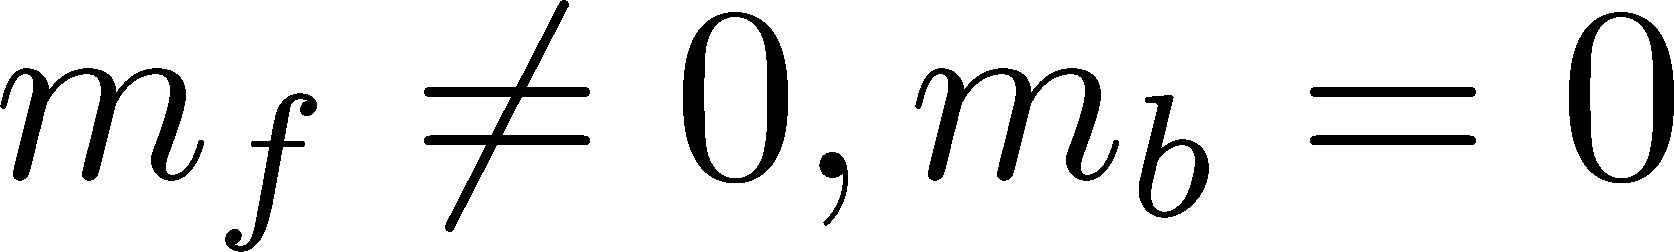 m_f ≠ 0, m_b = 0